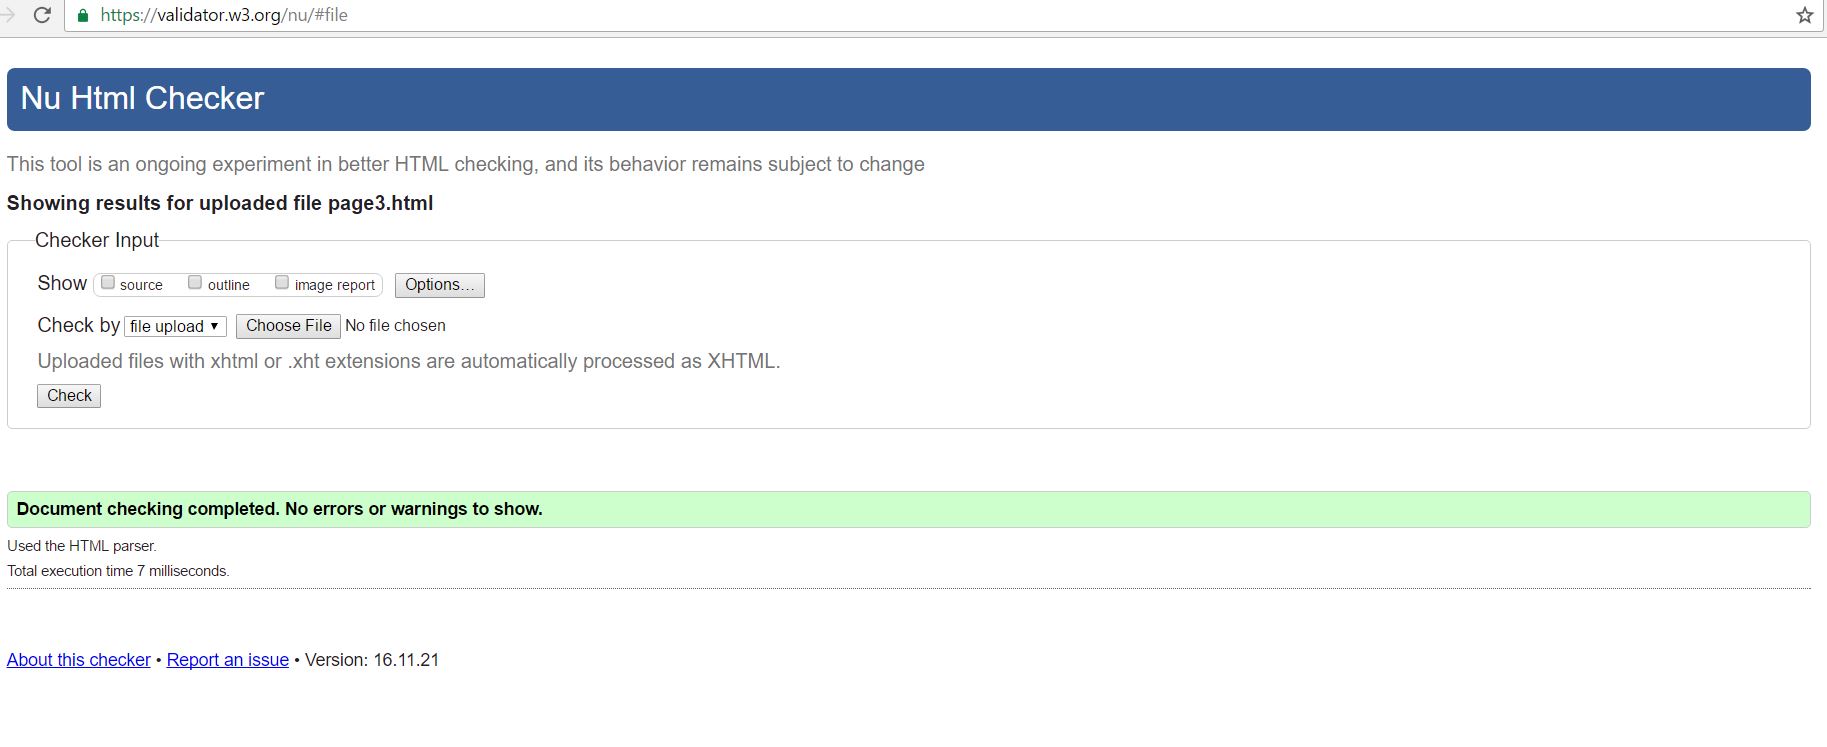 https://validator.w3.org/nu/#file
Nu Html Checker
This tool is an ongoing experiment in better HTML checking, and its behavior remains subject to change
Showing results for uploaded file page3.html
Checker Input
Show source outline image report Options...
Check by file upload Choose File No file chosen
Uploaded files with xhtml or .xht extensions are automatically processed as XHTML.
Check
Document checking completed. No errors or warnings to show.
Used the HTML parser.
Total execution time 7 milliseconds.
About this checker • Report an issue • Version: 16.11.21